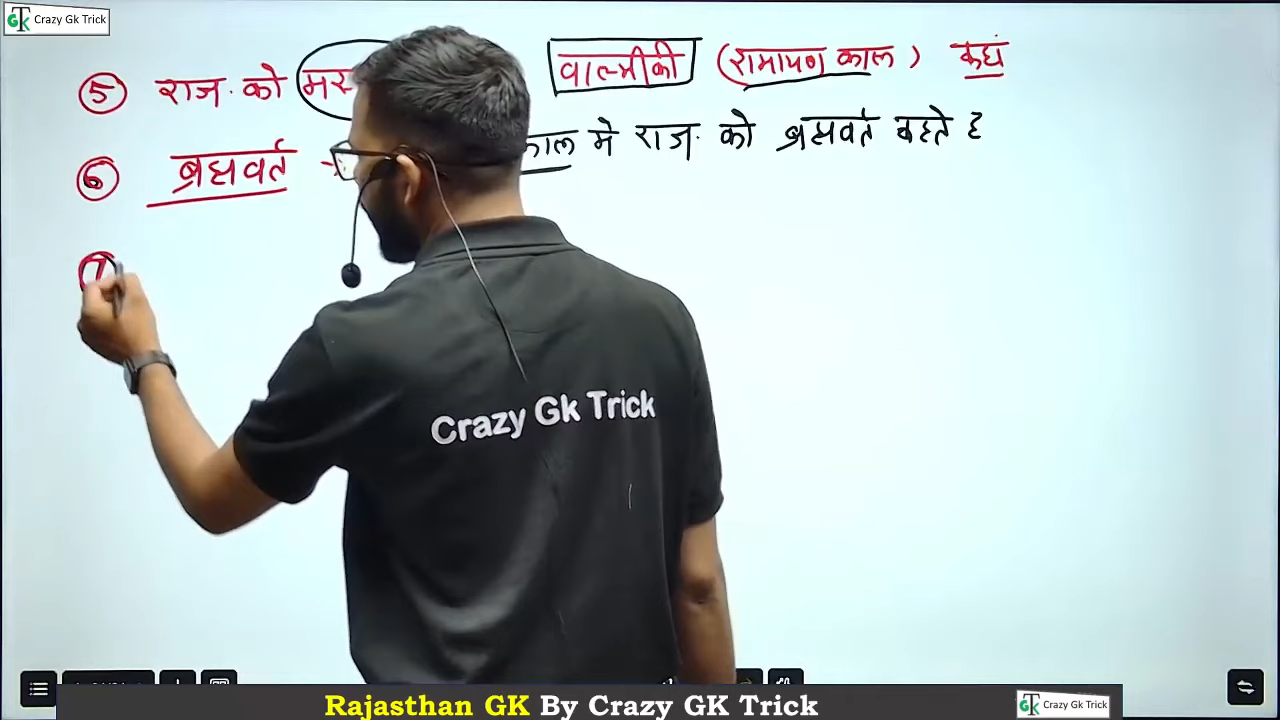 Crazy Gk Trick
5 राज. को मरु वाल्मीकी (रामायण काल) कहा
6 ब्रह्मवर्त → काल मे राज. को ब्रह्मवर्त कहते है
7
Crazy Gk Trick
Rajasthan GK By Crazy GK Trick
Crazy GK Trick